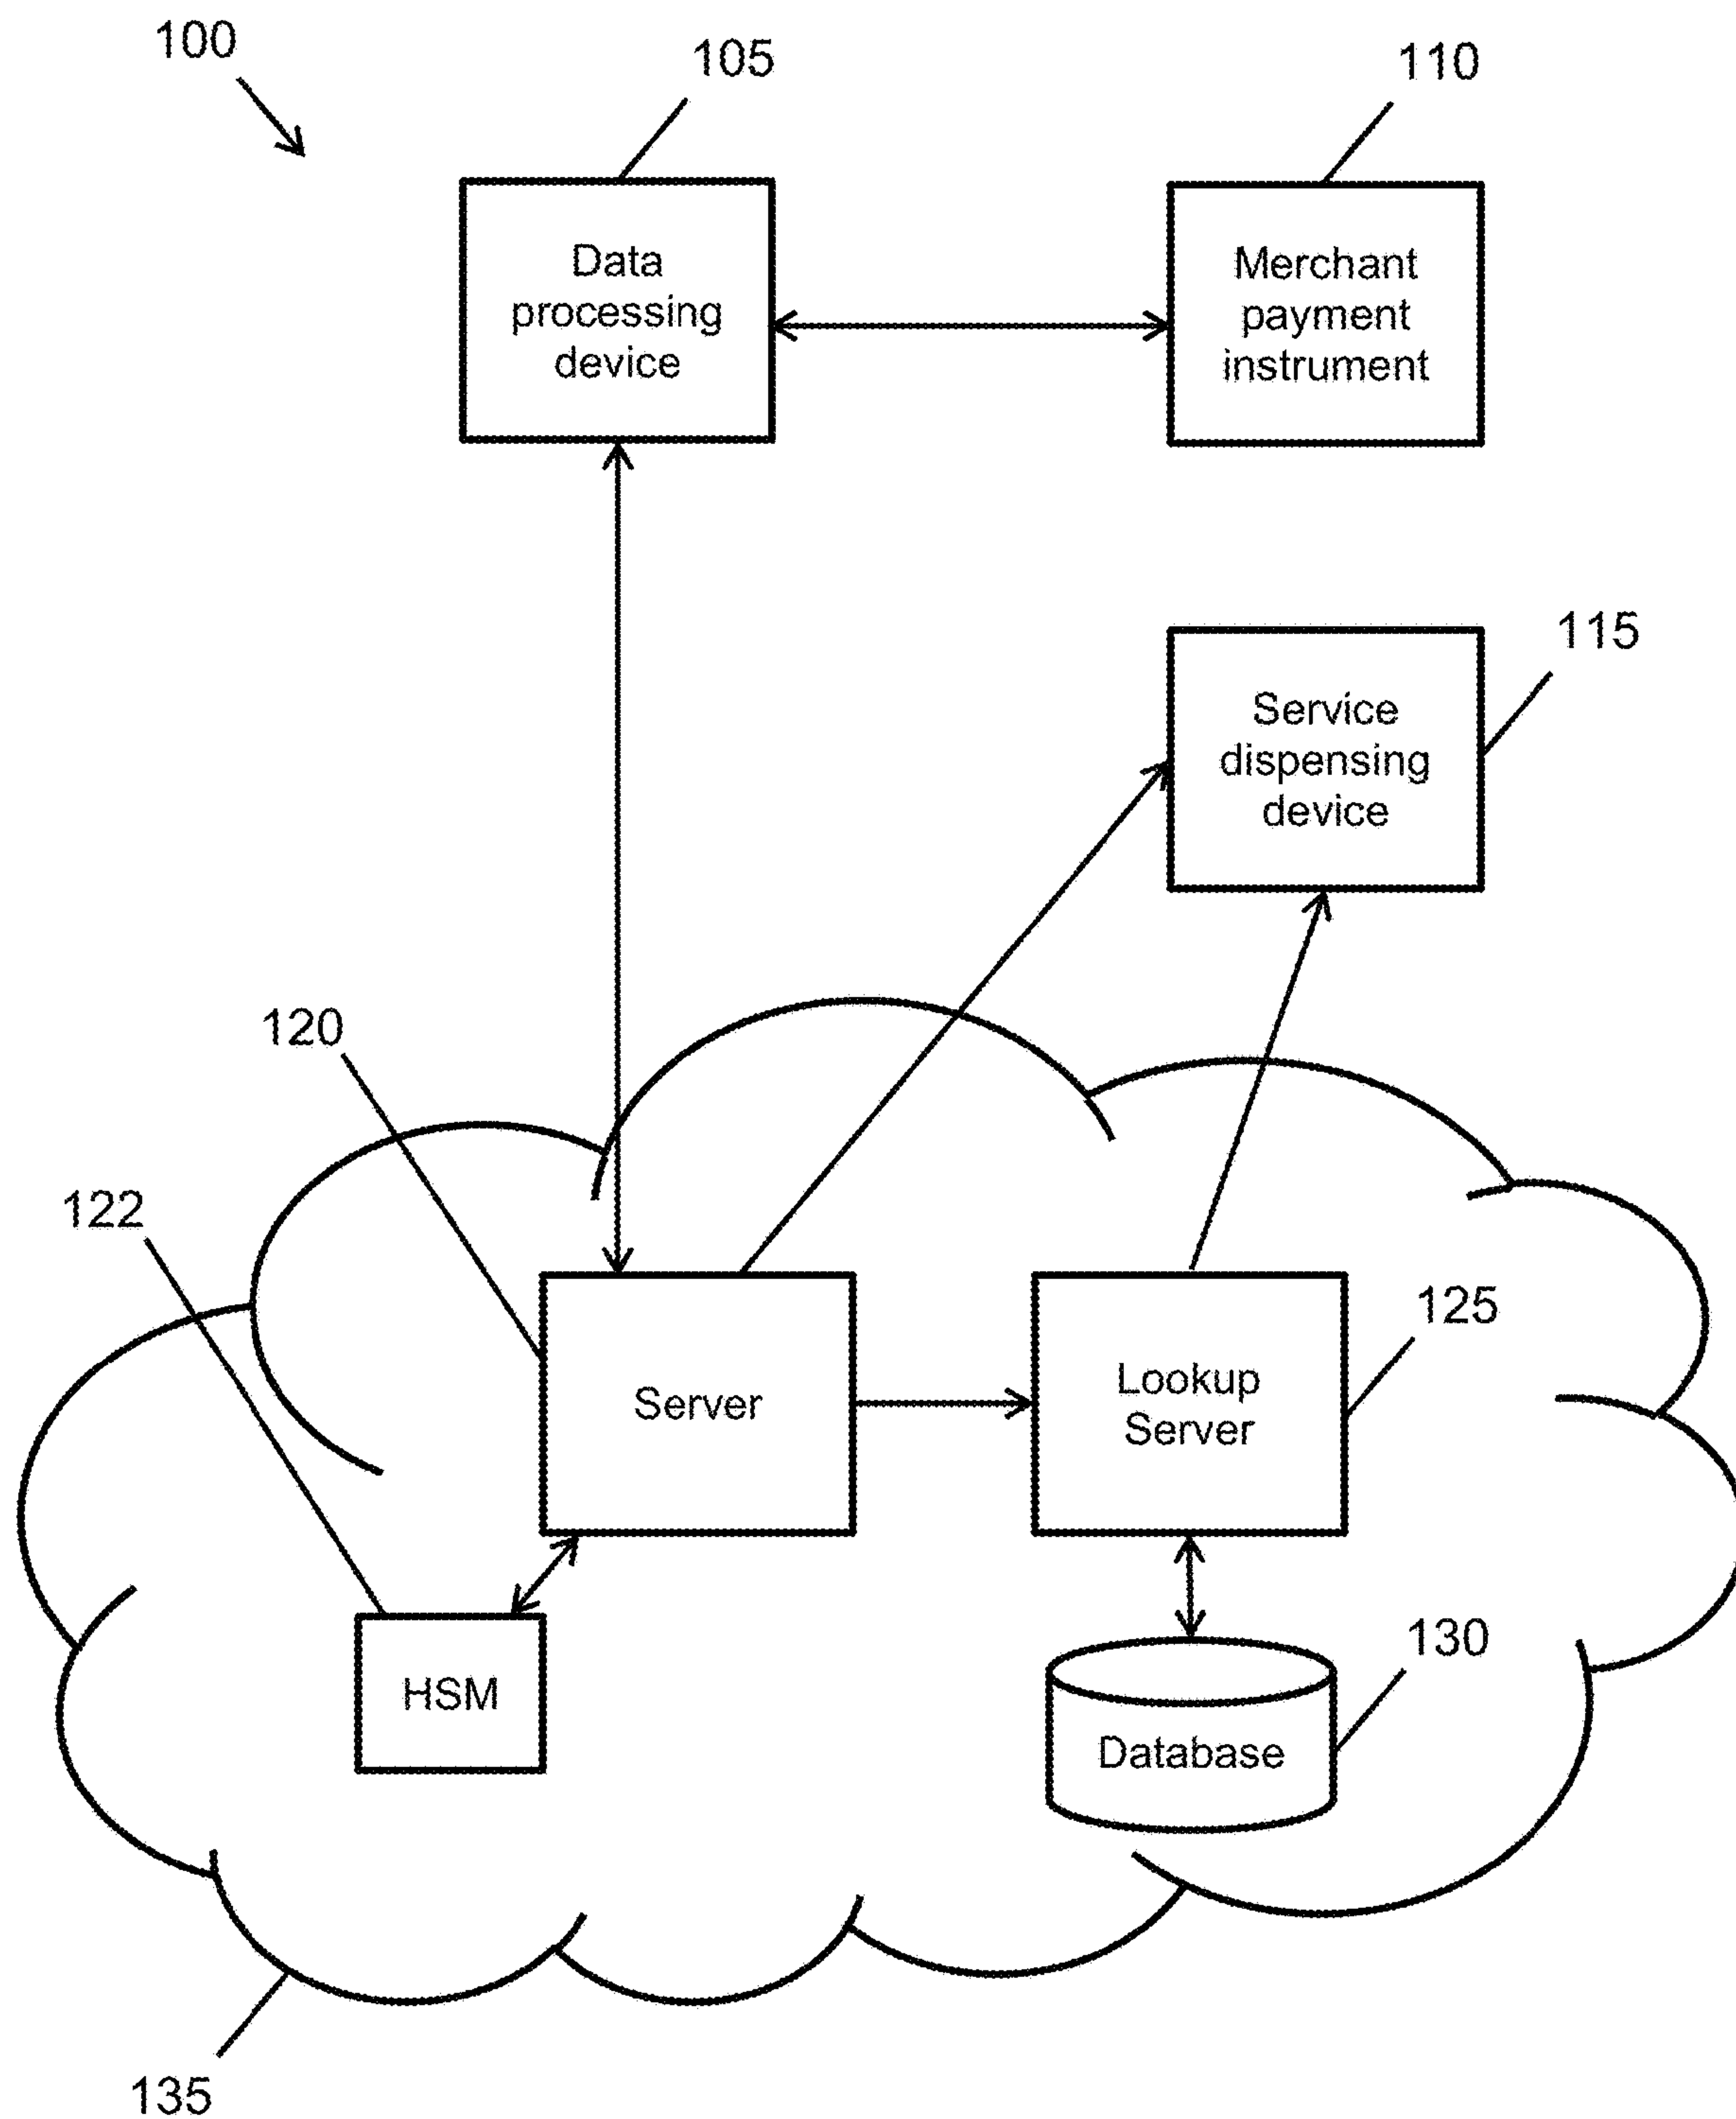 100
105
110
Data
processing
device
Merchant
payment
instrument
115
Service
dispensing
device
120
122
125
Server
Lookup
Server
130
HSM
Database
135